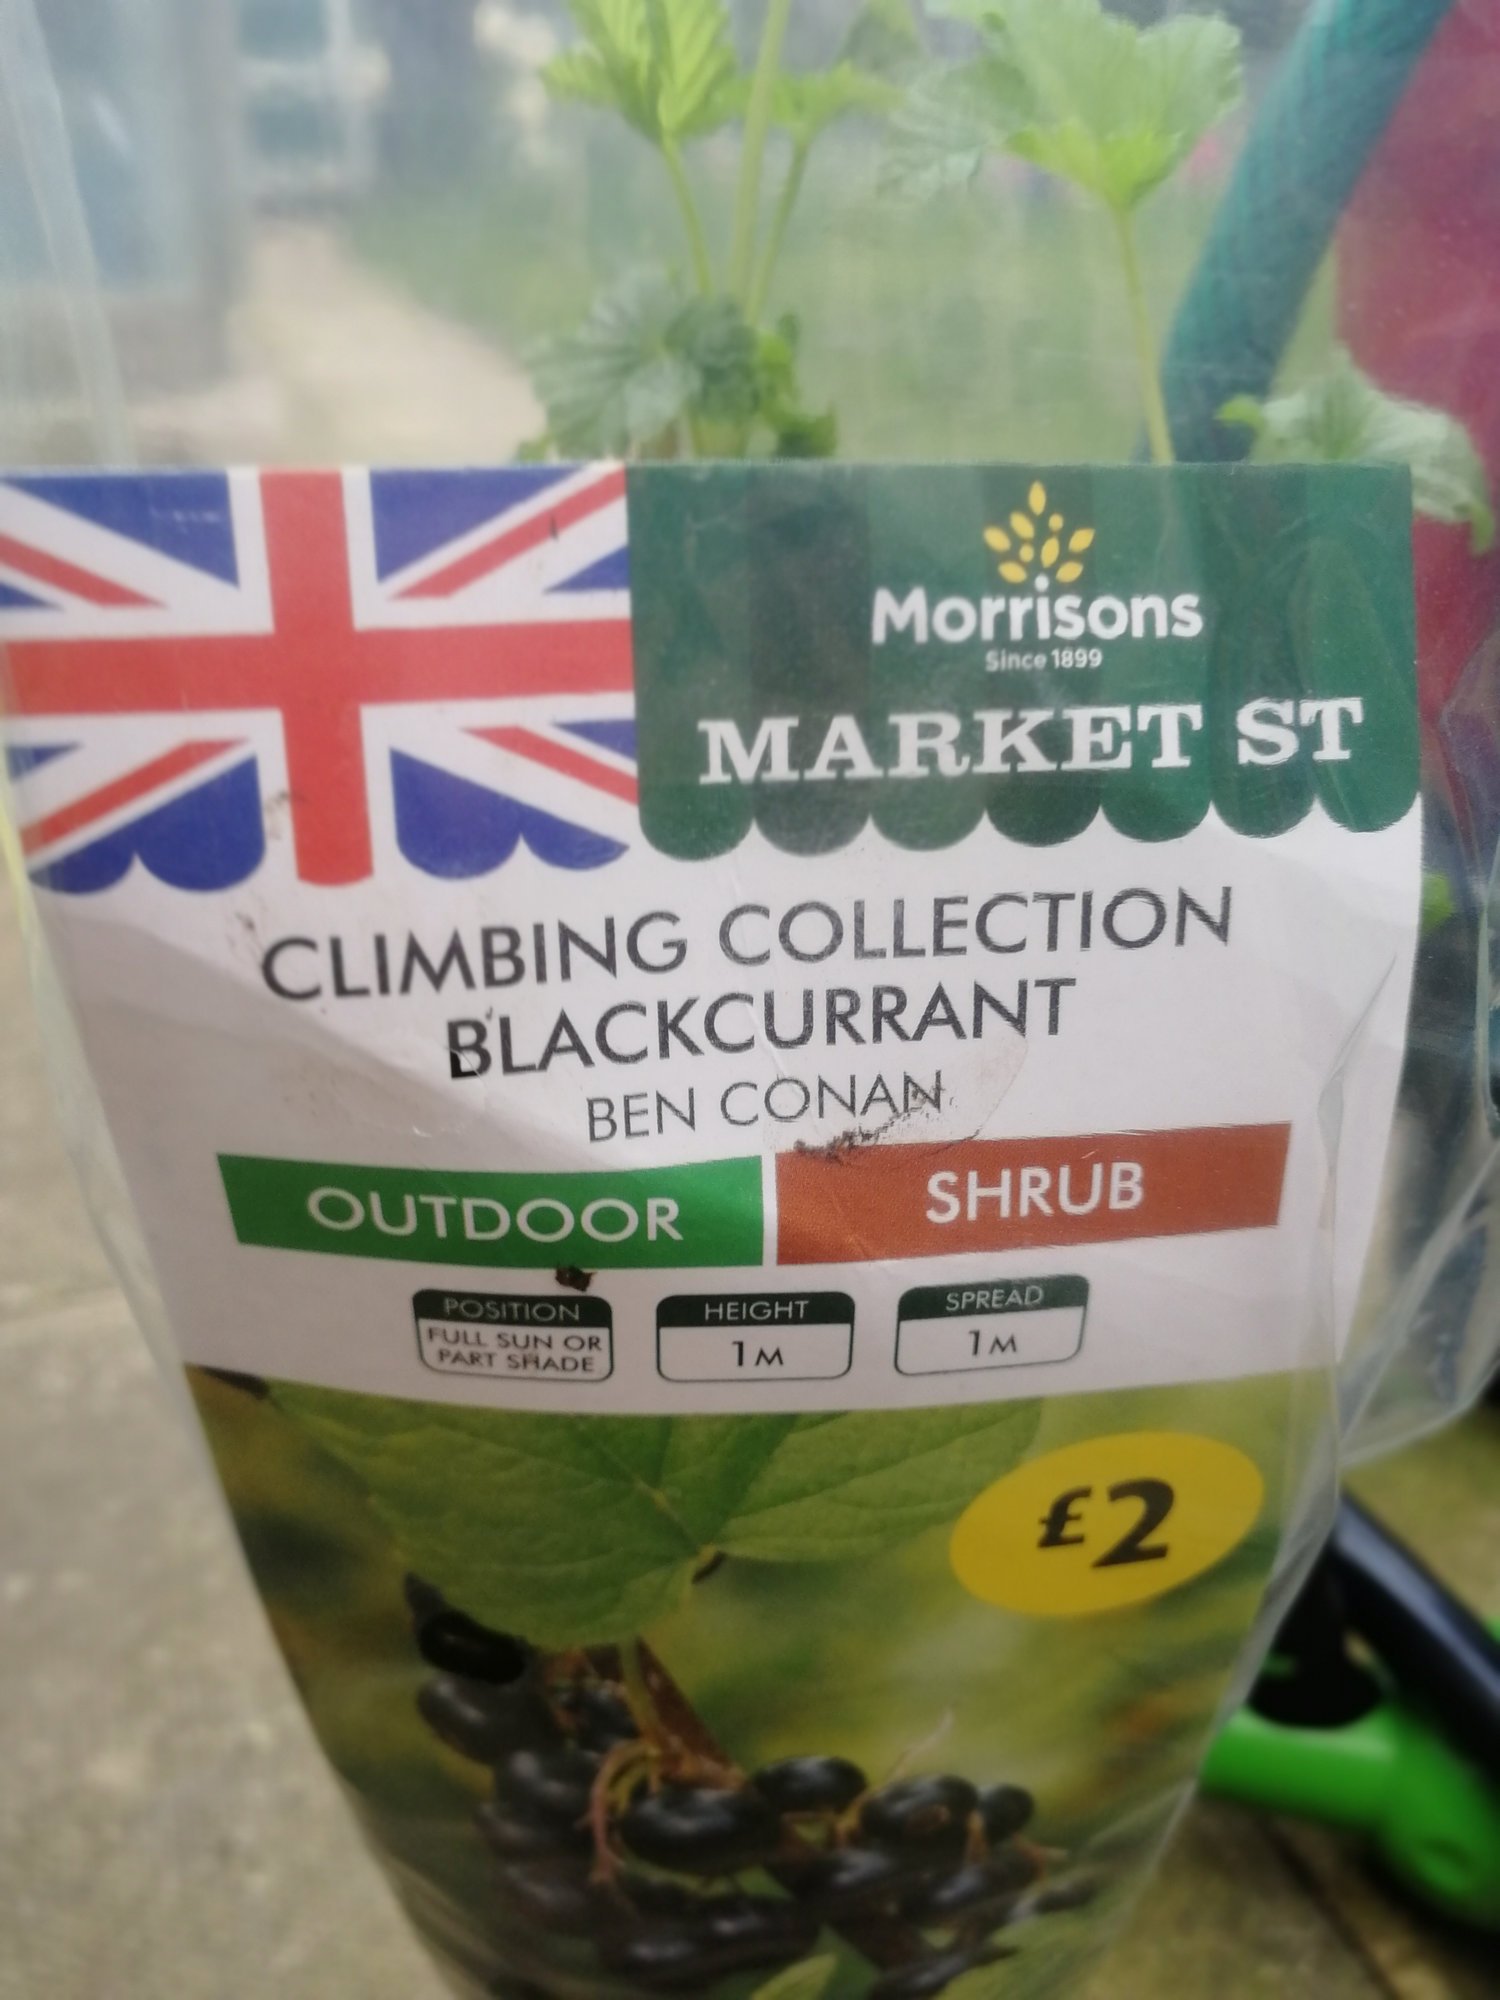 Morrisons
Since 1899
MARKET ST
CLIMBING COLLECTION
BLACKCURRANT
BEN CONAN
OUTDOOR
SHRUB
POSITION
FULL SUN OR
PART SHADE
HEIGHT
1M
SPREAD
1M
£2